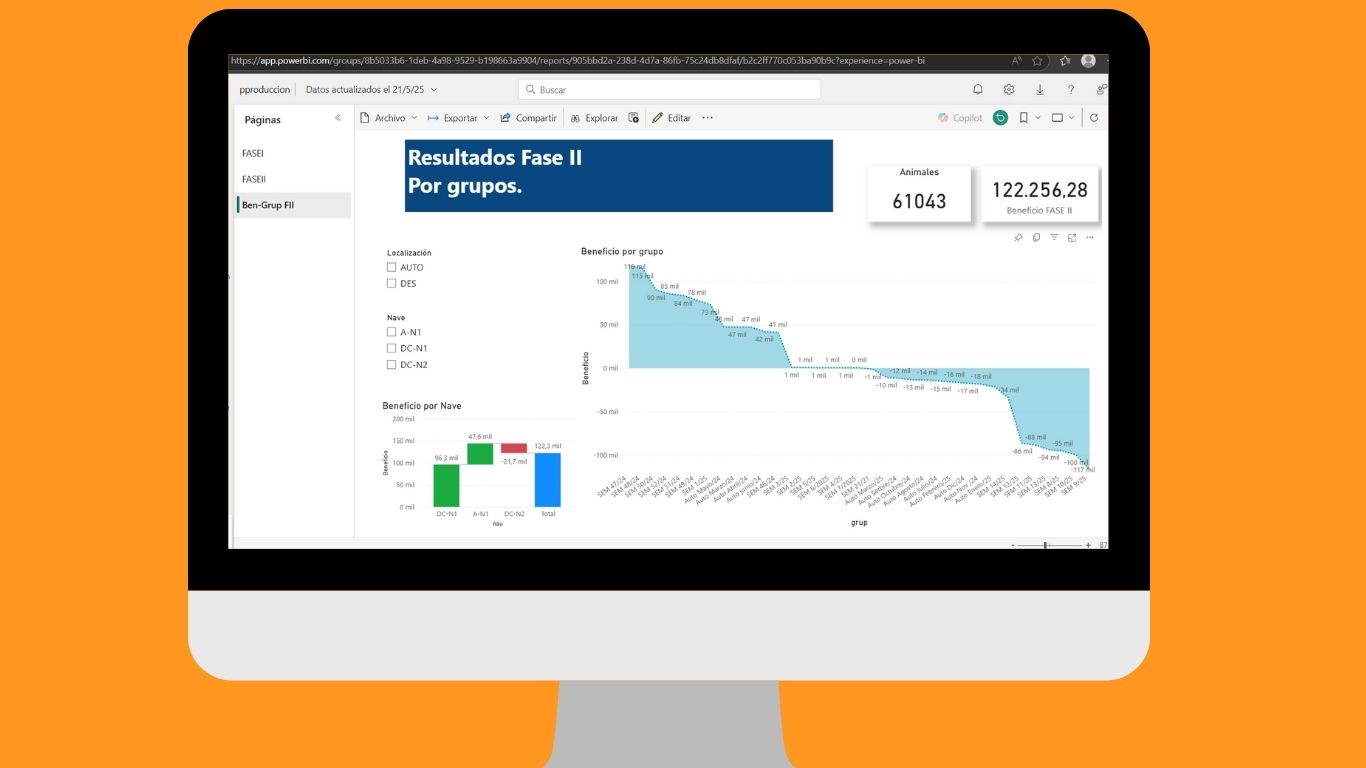 https://app.powerbi.com/groups/8b5033b6-1deb-4a98-9529-b198663a9904/reports/905bbd2a-238d-4d7a-86fb-75c24db8dfaf/b2c2ff770c053ba90b9c?experience=power-bi
pproduccion
Datos actualizados el 21/5/25
Buscar
Páginas
Archivo
Exportar
Compartir
Explorar
Editar
Copilot
FASEI
FASEII
Ben-Grup FII
Resultados Fase II
Por grupos.
Animales
61043
122.256,28
Beneficio FASE II
Localización
AUTO
DES
Nave
A-N1
DC-N1
DC-N2
Beneficio por Nave
200 mil
150 mil
100 mil
50 mil
0 mil
Beneficio
96,3 mil
47,6 mil
-21,7 mil
122,3 mil
DC-N1
A-N1
DC-N2
Total
nau
Beneficio por grupo
100 mil
50 mil
0 mil
-50 mil
-100 mil
Beneficio
115 mil
90 mil
85 mil
84 mil
78 mil
73 mil
46 mil
47 mil
47 mil
42 mil
41 mil
1 mil
1 mil
1 mil
1 mil
1 mil
0 mil
-1 mil
-10 mil
-12 mil
-13 mil
-14 mil
-15 mil
-16 mil
-17 mil
-18 mil
-34 mil
-86 mil
-88 mil
-94 mil
-95 mil
-100 mil
-117 mil
SEM 47/24
SEM 48/24
SEM 50/24
SEM 52/24
SEM 51/24
SEM 49/24
SEM 1/25
Auto Mayo/24
Auto Marzo/24
Auto Abril/24
Auto Junio/24
SEM 46/24
SEM 3/25
SEM 2/25
SEM 5/25
SEM 6/2025
SEM 4/25
SEM 7/2025
SEM 21/21
Auto Marzo/25
Auto Setbre/24
Auto Octubre/24
Auto Agosto/24
Auto Julio/24
Auto Febrero/25
Auto Dic/24
Auto Nov /24
Auto Enero/25
SEM 14/25
SEM 12/25
SEM 11/25
SEM 13/25
SEM 8/25
SEM 10/25
SEM 9/25
grup
87